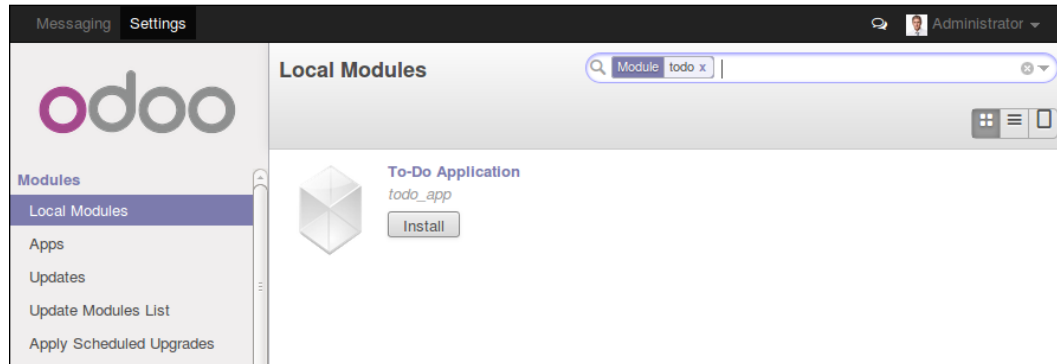 Messaging Settings Administrator
Local Modules Module todo x
odoo
Modules
Local Modules
Apps
Updates
Update Modules List
Apply Scheduled Upgrades
To-Do Application
todo_app
Install